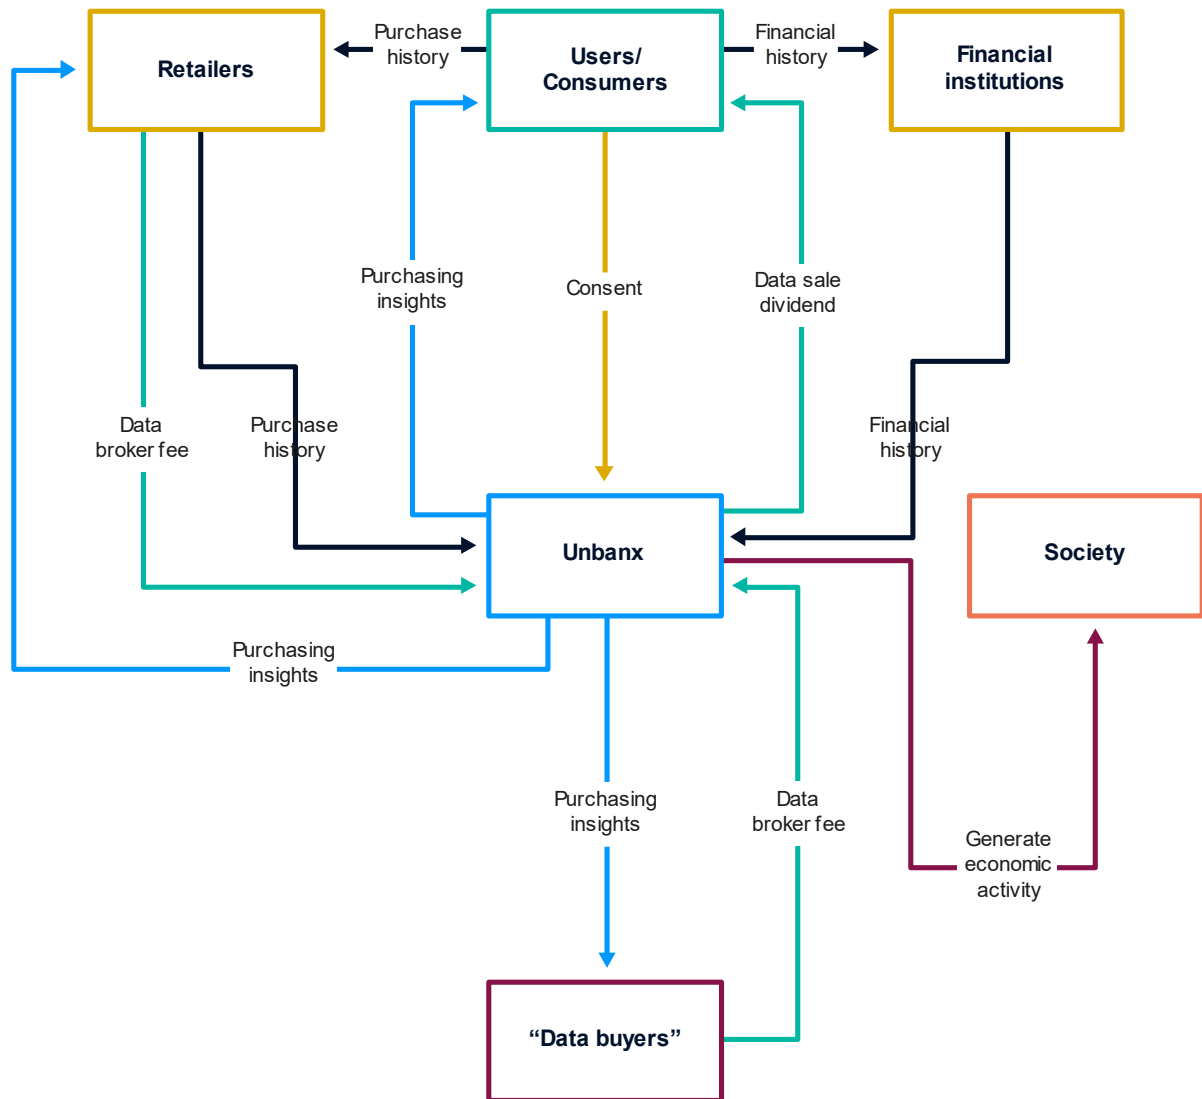 Retailers
Purchase
history
Users/
Consumers
Financial
history
Financial
institutions
Purchasing
insights
Consent
Data sale
dividend
Data
broker fee
Purchase
history
Financial
history
Unbanx
Society
Purchasing
insights
Purchasing
insights
Data
broker fee
Generate
economic
activity
“Data buyers”